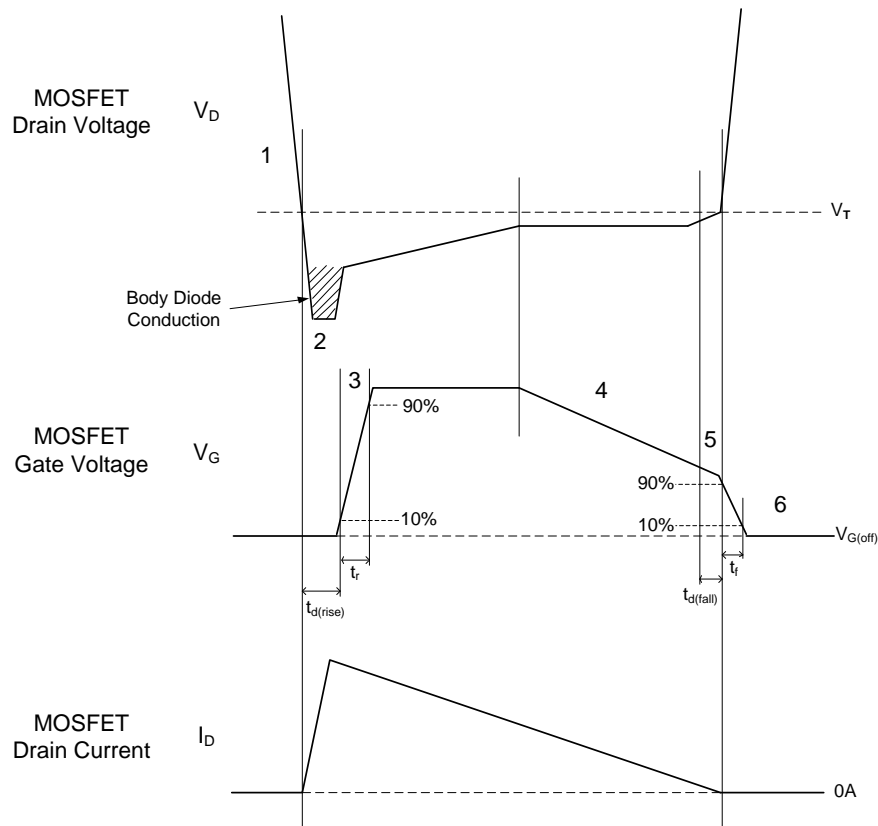 MOSFET
Drain Voltage
V_D
1
V_T
Body Diode
Conduction
2
3
4
90%
MOSFET
Gate Voltage
V_G
5
90%
6
10%
10%
V_G(off)
t_r
t_f
t_d(rise)
t_d(fall)
MOSFET
Drain Current
I_D
0A